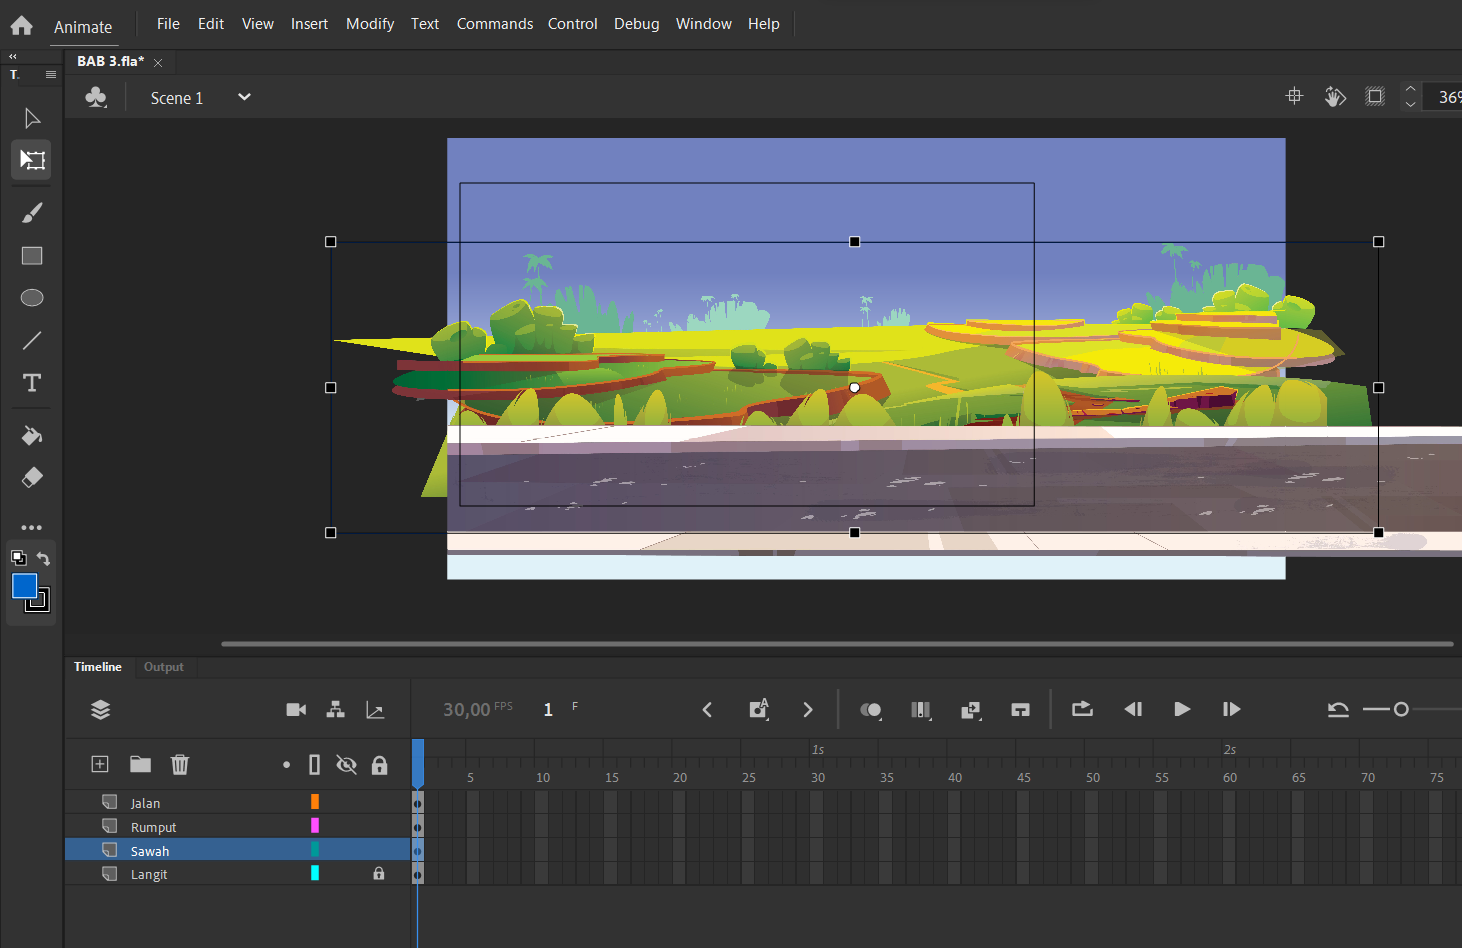 Animate File Edit View Insert Modify Text Commands Control Debug Window Help
BAB 3.fla*
Scene 1
36%
Timeline Output
30,00 FPS 1 F
1s 2s
5 10 15 20 25 30 35 40 45 50 55 60 65 70 75
Jalan
Rumput
Sawah
Langit